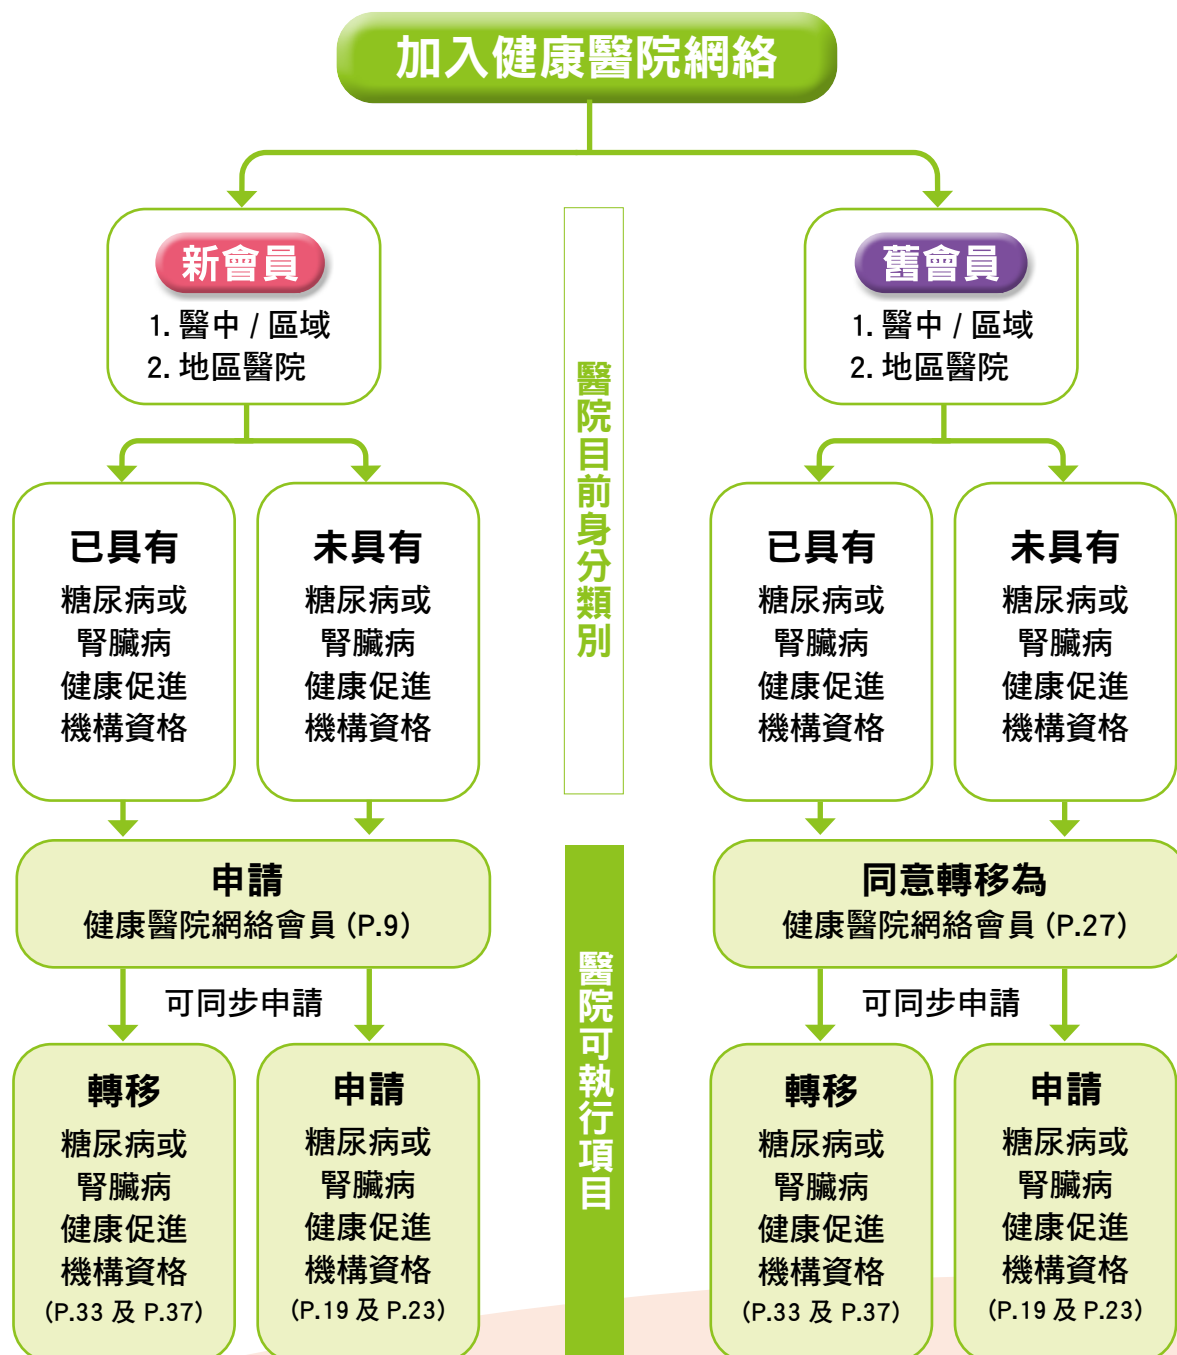 加入健康醫院網絡
新會員
1. 醫中 / 區域
2. 地區醫院
舊會員
1. 醫中 / 區域
2. 地區醫院
醫院目前身分類別
已具有
糖尿病或
腎臟病
健康促進
機構資格
未具有
糖尿病或
腎臟病
健康促進
機構資格
已具有
糖尿病或
腎臟病
健康促進
機構資格
未具有
糖尿病或
腎臟病
健康促進
機構資格
醫院可執行項目
申請
健康醫院網絡會員 (P.9)
同意轉移為
健康醫院網絡會員 (P.27)
可同步申請
可同步申請
轉移
糖尿病或
腎臟病
健康促進
機構資格
(P.33 及 P.37)
申請
糖尿病或
腎臟病
健康促進
機構資格
(P.19 及 P.23)
轉移
糖尿病或
腎臟病
健康促進
機構資格
(P.33 及 P.37)
申請
糖尿病或
腎臟病
健康促進
機構資格
(P.19 及 P.23)